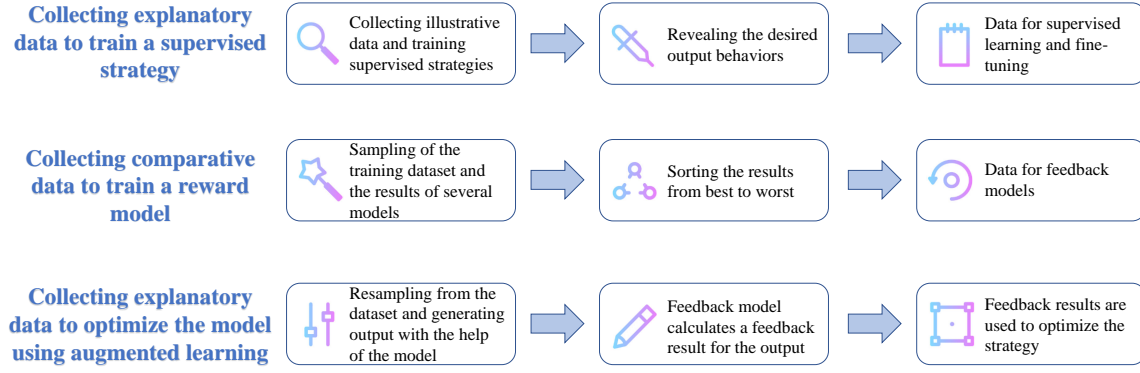 Collecting explanatory
data to train a supervised
strategy
Collecting illustrative
data and training
supervised strategies
Revealing the desired
output behaviors
Data for supervised
learning and fine-
tuning
Collecting comparative
data to train a reward
model
Sampling of the
training dataset and
the results of several
models
Sorting the results
from best to worst
Data for feedback
models
Collecting explanatory
data to optimize the model
using augmented learning
Resampling from the
dataset and generating
output with the help
of the model
Feedback model
calculates a feedback
result for the output
Feedback results are
used to optimize the
strategy